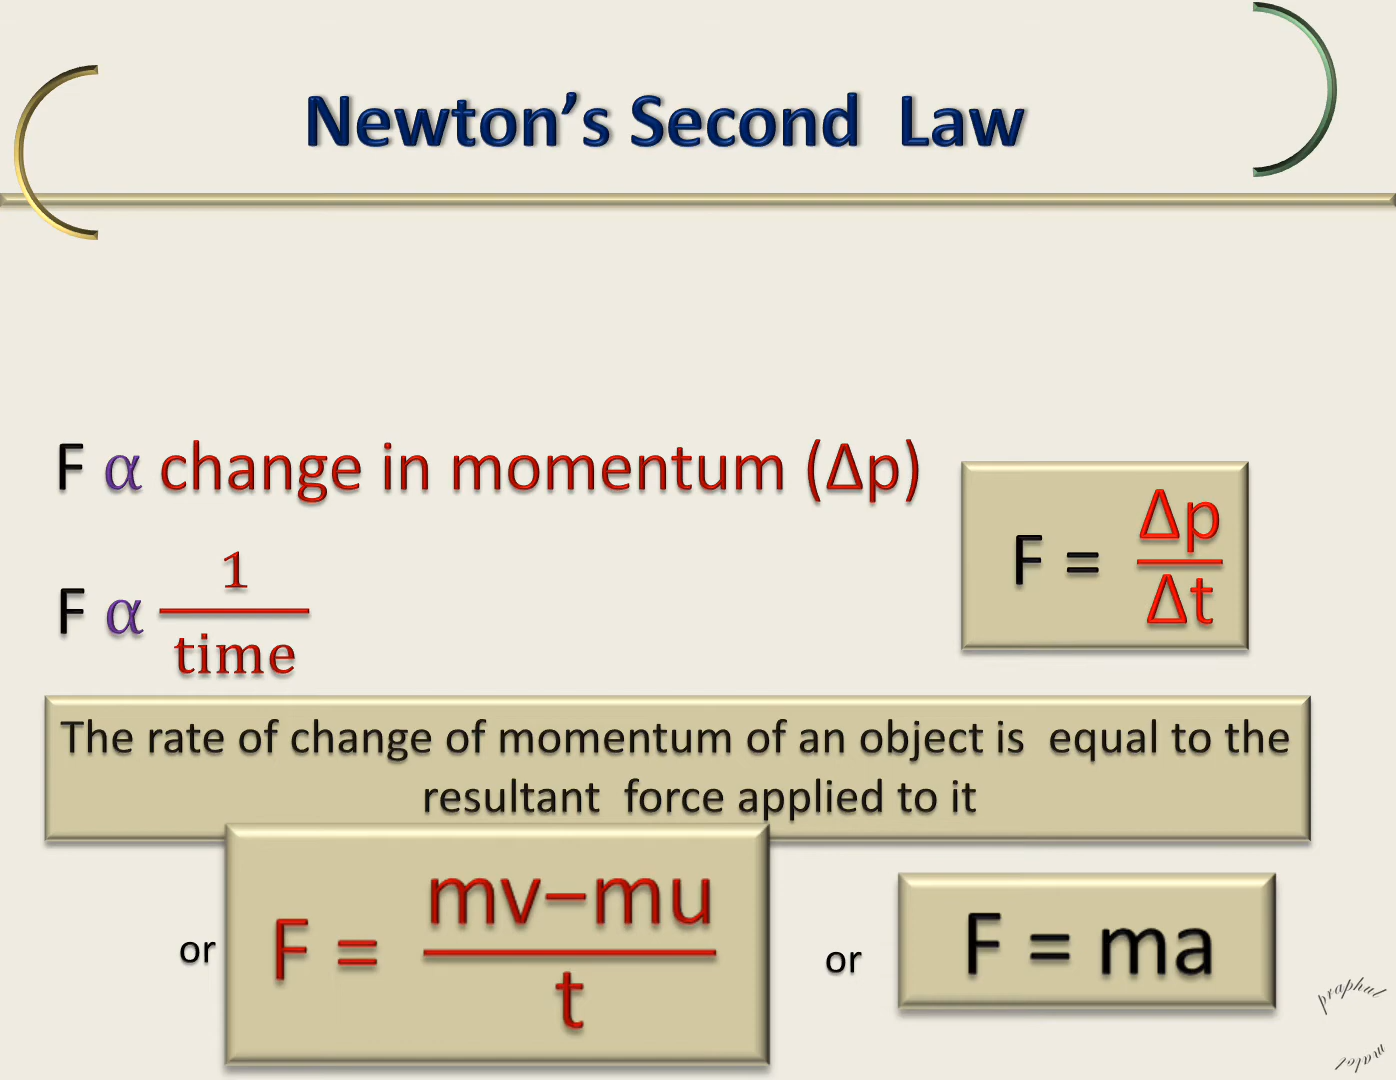 Newton’s Second Law
F α change in momentum (Δp)
F = Δp/Δt
F α 1/time
The rate of change of momentum of an object is equal to the
resultant force applied to it
or F = mv–mu/t or F = ma
praphul